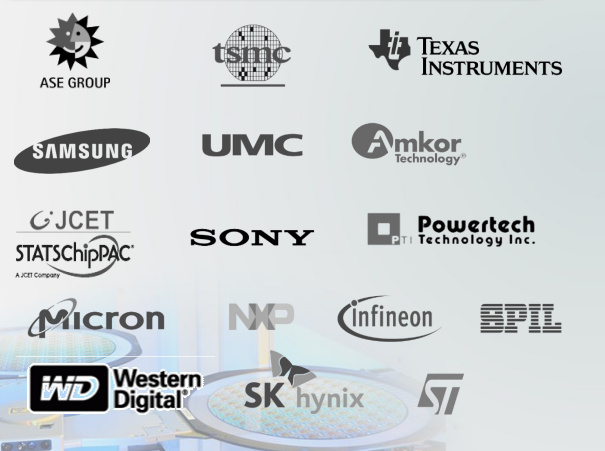 ASE GROUP
tsmc
TEXAS
INSTRUMENTS
SAMSUNG
UMC
Amkor
Technology®
JCET
STATSChipPAC®
A JCET Company
SONY
PTI
Powertech
Technology Inc.
Micron
NXP
infineon
SPIL
WD
Western
Digital®
SK hynix
ST